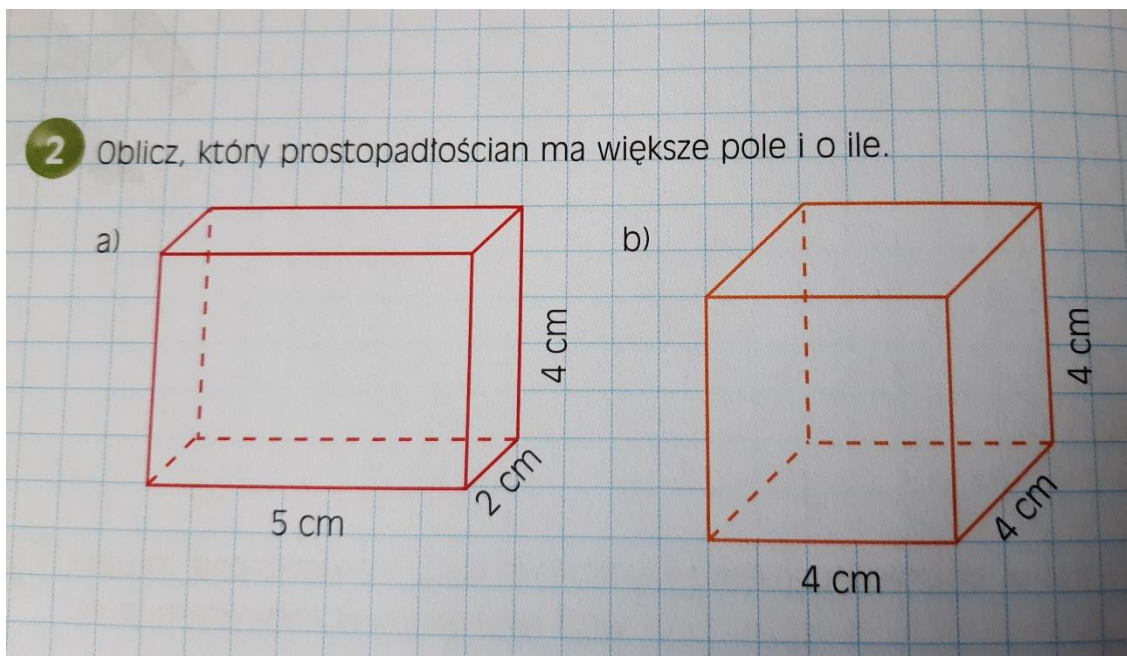 2 Oblicz, który prostopadłościan ma większe pole i o ile.
a)
4 cm
2 cm
5 cm
b)
4 cm
4 cm
4 cm